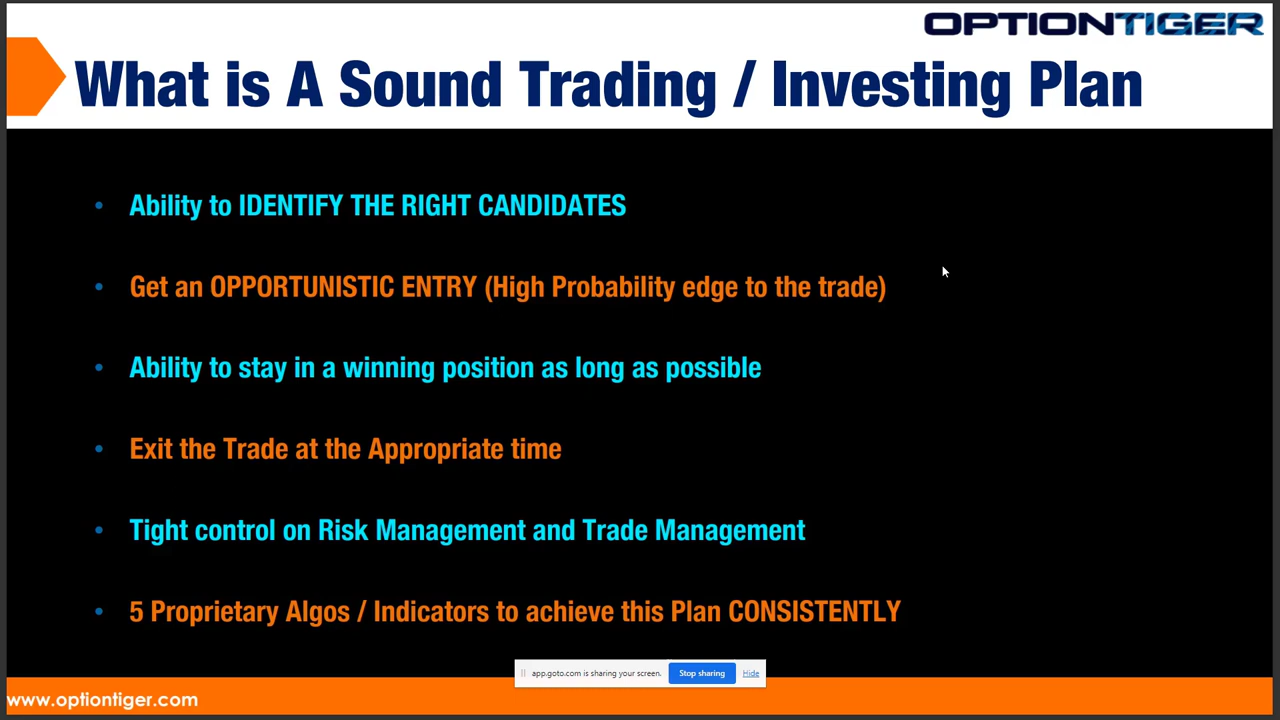 OPTIONTIGER
What is A Sound Trading / Investing Plan
• Ability to IDENTIFY THE RIGHT CANDIDATES
• Get an OPPORTUNISTIC ENTRY (High Probability edge to the trade)
• Ability to stay in a winning position as long as possible
• Exit the Trade at the Appropriate time
• Tight control on Risk Management and Trade Management
• 5 Proprietary Algos / Indicators to achieve this Plan CONSISTENTLY
app.goto.com is sharing your screen. Stop sharing Hide
www.optiontiger.com